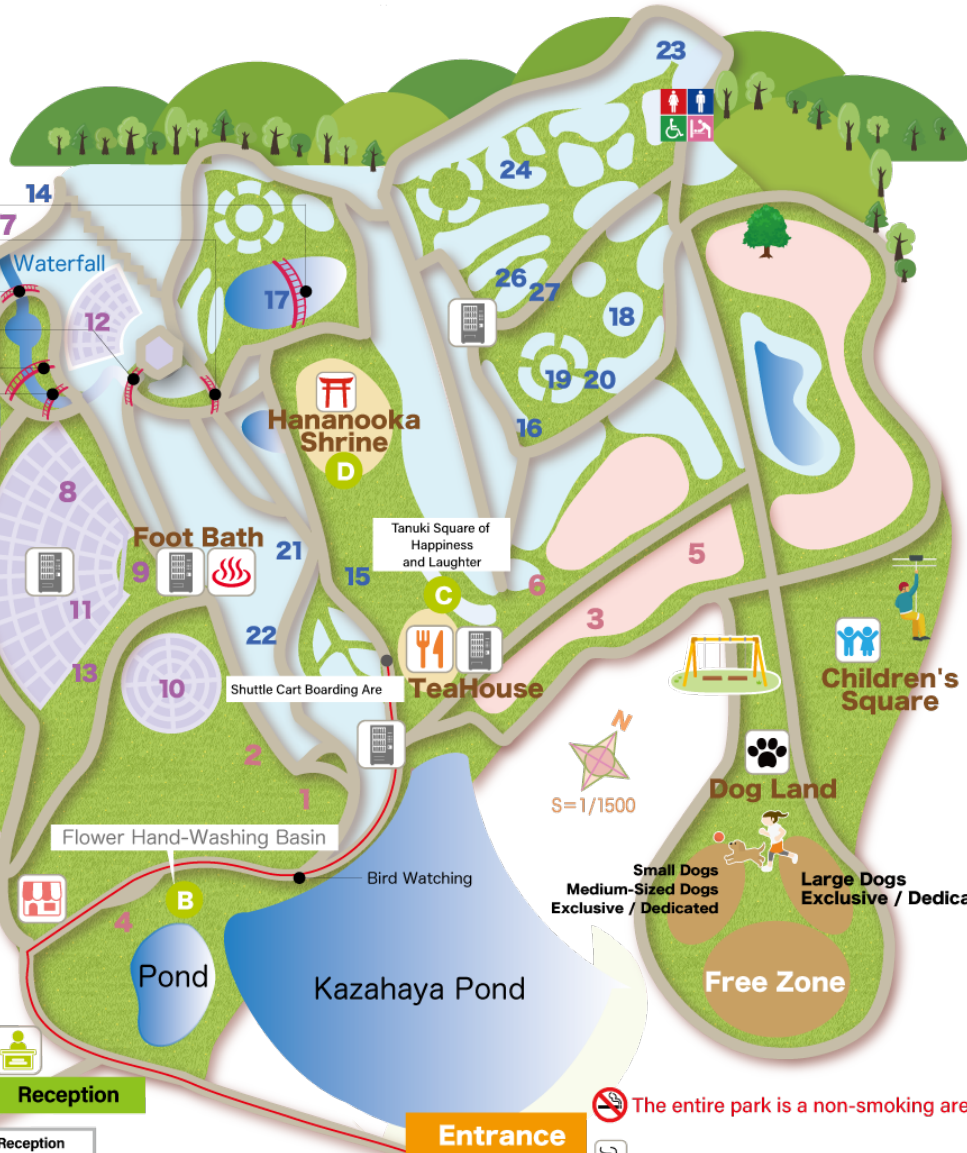 23
24
14
7
Waterfall
26
27
17
12
18
19
20
16
Hananooka
Shrine
D
8
Tanuki Square of
Happiness
and Laughter
Foot Bath
21
5
9
15
6
C
11
3
22
13
10
Shuttle Cart Boarding Are
TeaHouse
Children's
Square
N
2
S=1/1500
Dog Land
1
Flower Hand-Washing Basin
Bird Watching
Small Dogs
Medium-Sized Dogs
Exclusive / Dedicated
Large Dogs
Exclusive / Dedica
B
4
Pond
Kazahaya Pond
Free Zone
Reception
The entire park is a non-smoking are
Entrance
Reception